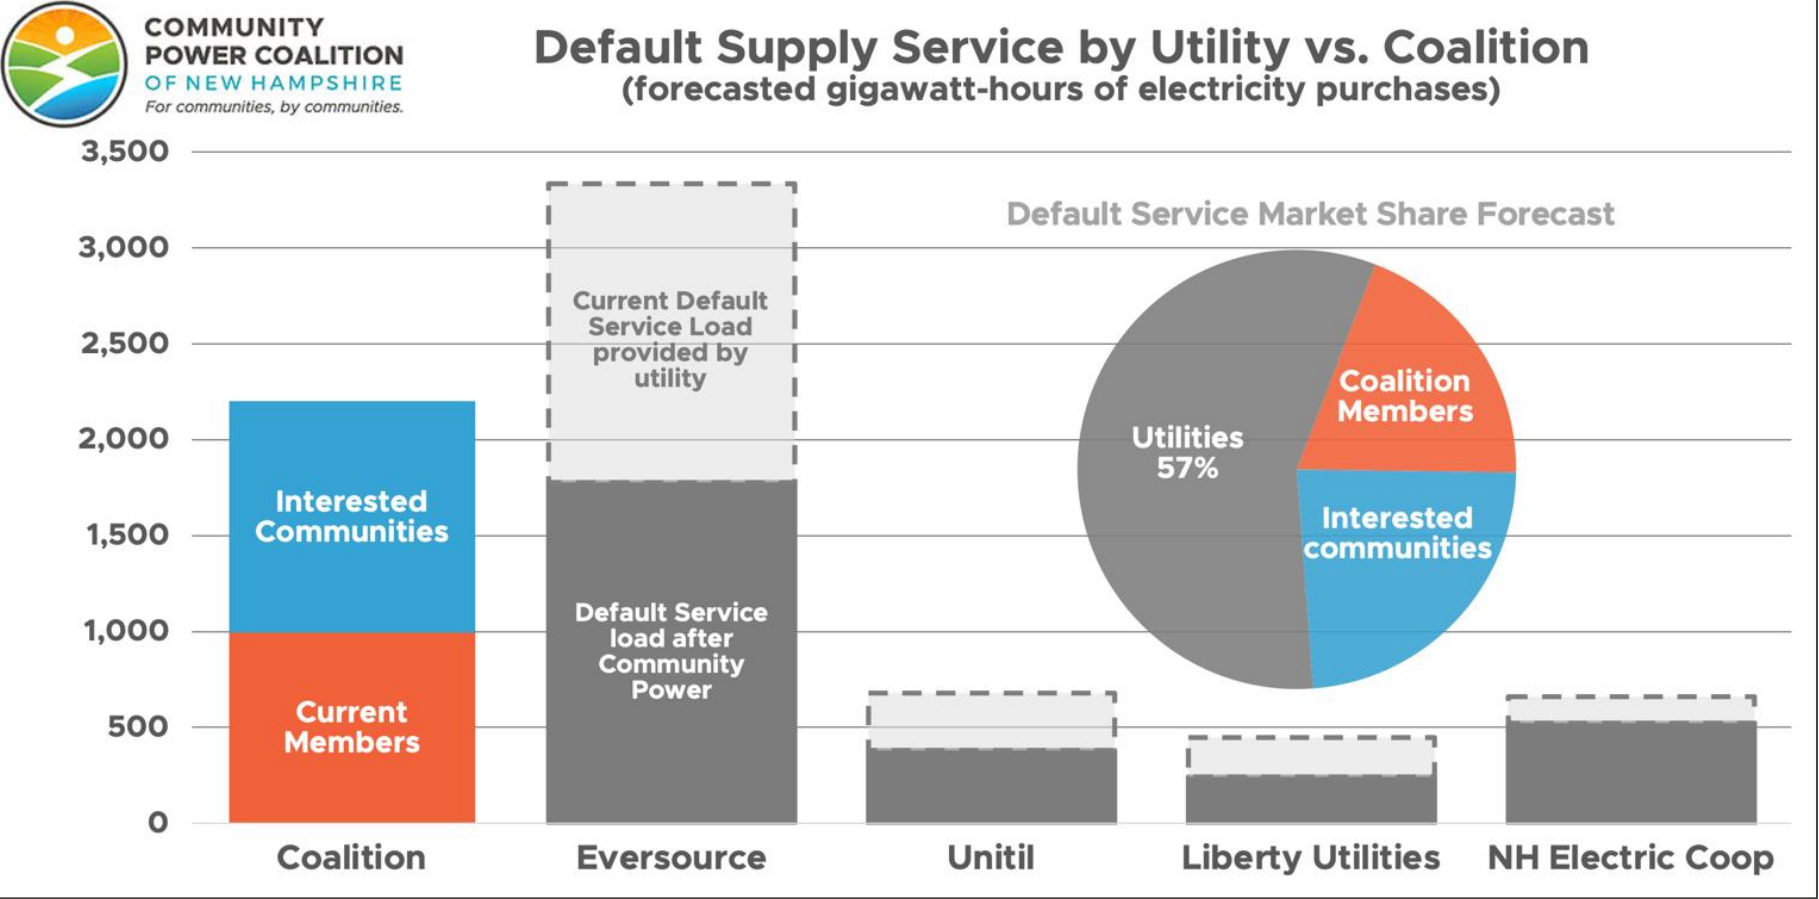 COMMUNITY
POWER COALITION
OF NEW HAMPSHIRE
For communities, by communities.
Default Supply Service by Utility vs. Coalition
(forecasted gigawatt-hours of electricity purchases)
3,500
3,000
2,500
2,000
1,500
1,000
500
0
Interested
Communities
Current
Members
Current Default
Service Load
provided by
utility
Default Service
load after
Community
Power
Default Service Market Share Forecast
Utilities
57%
Coalition
Members
Interested
communities
Coalition
Eversource
Unitil
Liberty Utilities
NH Electric Coop